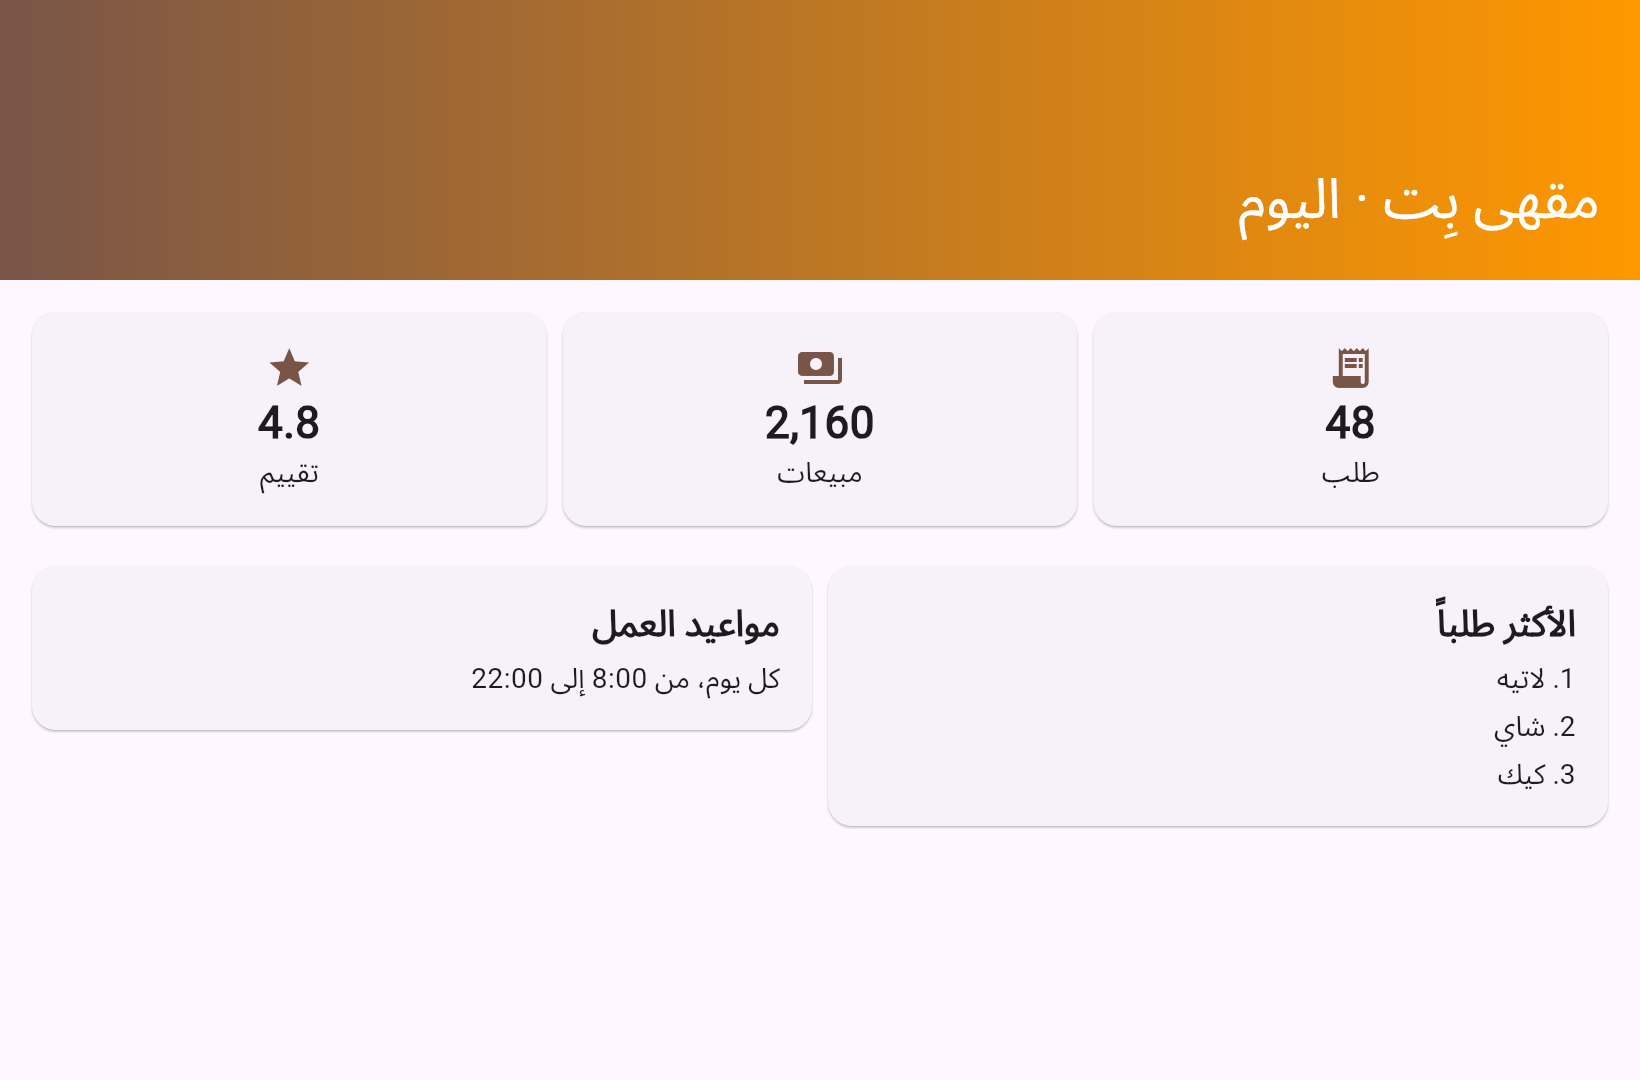 مقهى بِت · اليوم
48
طلب
2,160
مبيعات
4.8
تقييم
الأكثر طلباً
1. لاتيه
2. شاي
3. كيك
مواعيد العمل
كل يوم، من 8:00 إلى 22:00